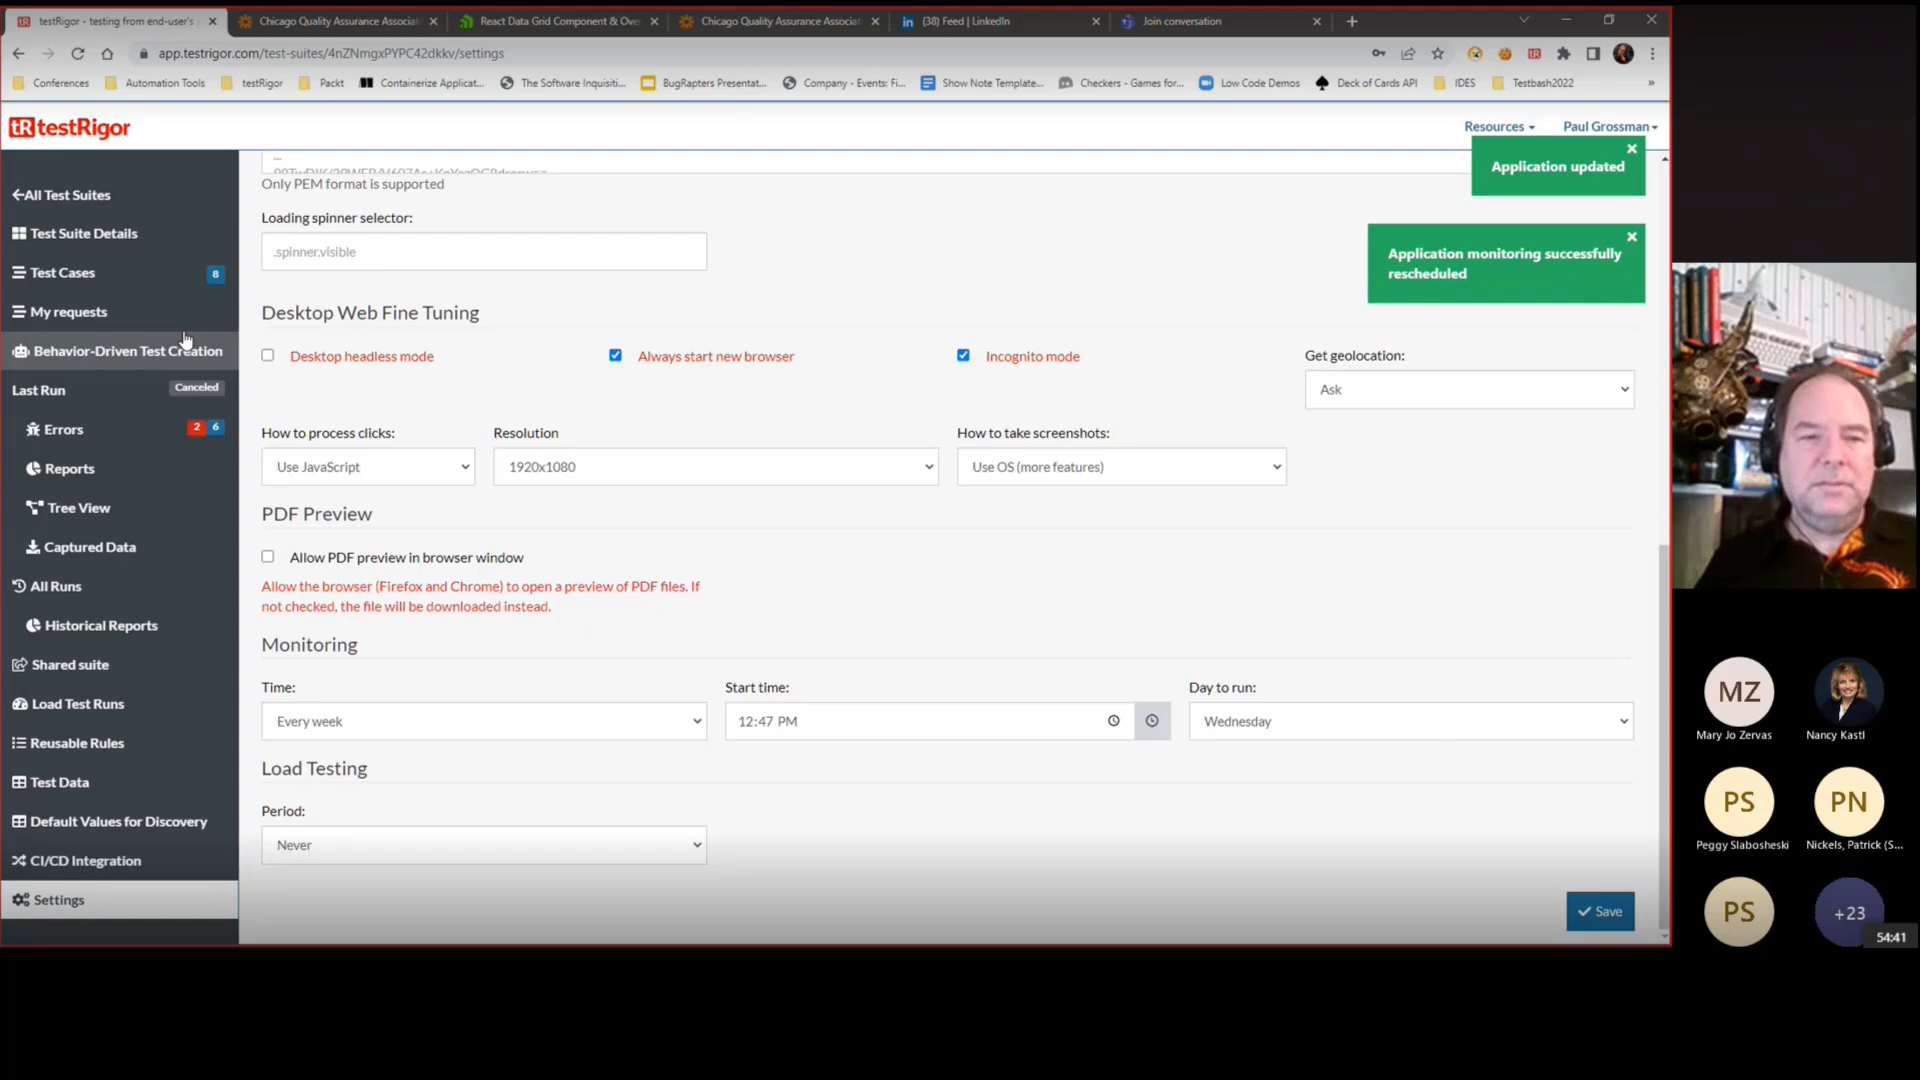 testRigor - testing from end-user's
Chicago Quality Assurance Associat
React Data Grid Component & Over
Chicago Quality Assurance Associat
(38) Feed | LinkedIn
Join conversation
app.testrigor.com/test-suites/4nZNmgxPYPC42dkkv/settings
Conferences
Automation Tools
testRigor
Packt
Containerize Applicat...
The Software Inquisiti...
BugRapters Presentat...
Company - Events: Fi...
Show Note Template...
Checkers - Games for...
Low Code Demos
Deck of Cards API
IDES
Testbash2022
»
tR testRigor
Resources
Paul Grossman
Application updated
Application monitoring successfully
rescheduled
All Test Suites
Test Suite Details
Test Cases 8
My requests
Behavior-Driven Test Creation
Last Run Canceled
Errors 2 6
Reports
Tree View
Captured Data
All Runs
Historical Reports
Shared suite
Load Test Runs
Reusable Rules
Test Data
Default Values for Discovery
CI/CD Integration
Settings
...
Only PEM format is supported
Loading spinner selector:
.spinner.visible
Desktop Web Fine Tuning
Desktop headless mode
Always start new browser
Incognito mode
Get geolocation:
Ask
How to process clicks:
Resolution
How to take screenshots:
Use JavaScript
1920x1080
Use OS (more features)
PDF Preview
Allow PDF preview in browser window
Allow the browser (Firefox and Chrome) to open a preview of PDF files. If
not checked, the file will be downloaded instead.
Monitoring
Time:
Start time:
Day to run:
Every week
12:47 PM
Wednesday
Load Testing
Period:
Never
Save
MZ
Mary Jo Zervas
Nancy Kastl
PS
PN
Peggy Slabosheski
Nickels, Patrick (S...
PS
+23
54:41